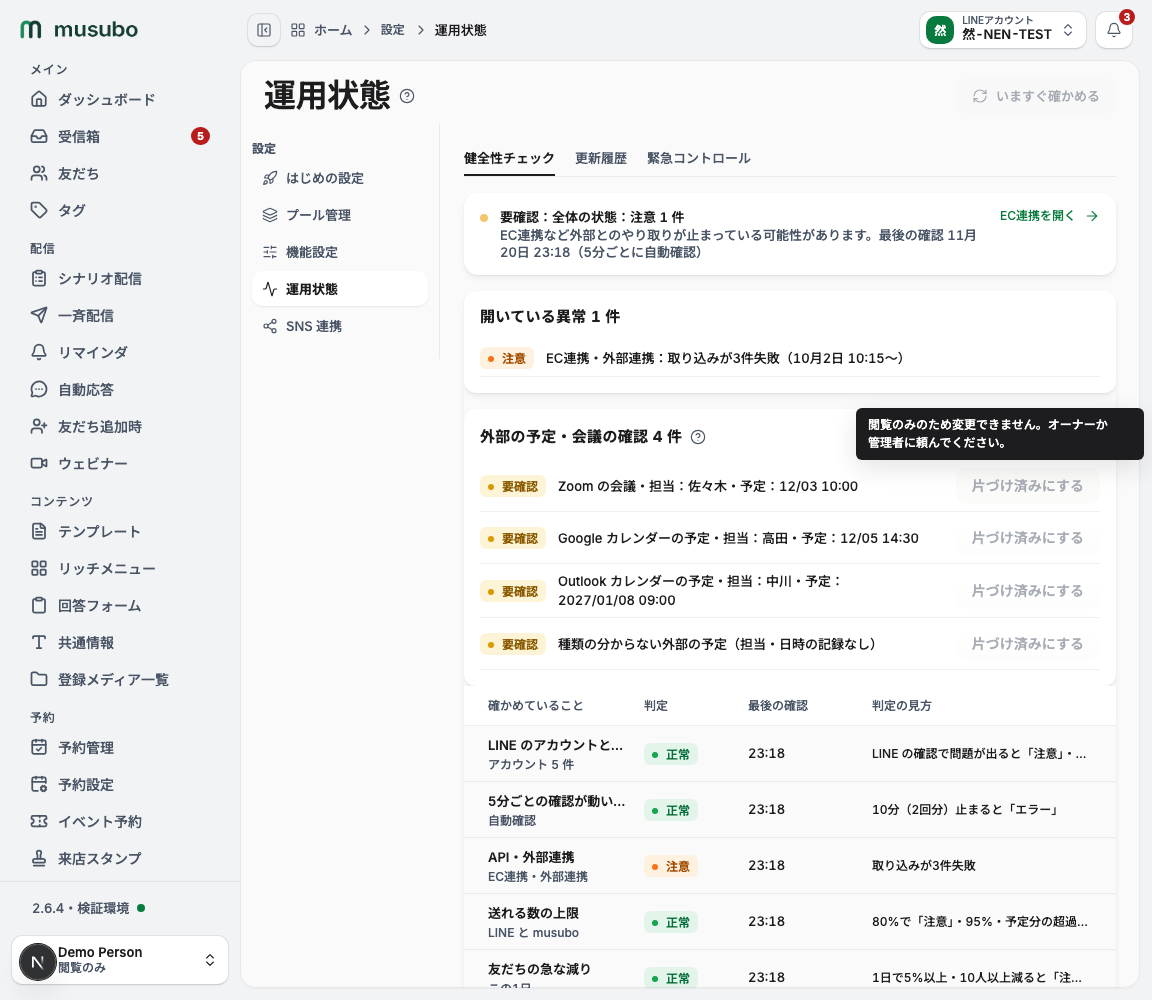 musubo
ホーム
設定
運用状態
然
LINEアカウント
然-NEN-TEST
3
メイン
ダッシュボード
受信箱
5
友だち
タグ
配信
シナリオ配信
一斉配信
リマインダ
自動応答
友だち追加時
ウェビナー
コンテンツ
テンプレート
リッチメニュー
回答フォーム
共通情報
登録メディア一覧
予約
予約管理
予約設定
イベント予約
来店スタンプ
2.6.4・検証環境
N
Demo Person
閲覧のみ
運用状態
いますぐ確かめる
設定
はじめの設定
プール管理
機能設定
運用状態
SNS 連携
健全性チェック
更新履歴
緊急コントロール
要確認：全体の状態：注意 1 件
EC連携など外部とのやり取りが止まっている可能性があります。最後の確認 11月
20日 23:18（5分ごとに自動確認）
EC連携を開く
開いている異常 1 件
注意
EC連携・外部連携：取り込みが3件失敗（10月2日 10:15〜）
外部の予定・会議の確認 4 件
閲覧のみのため変更できません。オーナーか
管理者に頼んでください。
要確認
Zoom の会議・担当：佐々木・予定：12/03 10:00
片づけ済みにする
要確認
Google カレンダーの予定・担当：高田・予定：12/05 14:30
片づけ済みにする
要確認
Outlook カレンダーの予定・担当：中川・予定：
2027/01/08 09:00
片づけ済みにする
要確認
種類の分からない外部の予定（担当・日時の記録なし）
片づけ済みにする
確かめていること
判定
最後の確認
判定の見方
LINE のアカウントと…
アカウント 5 件
正常
23:18
LINE の確認で問題が出ると「注意」・…
5分ごとの確認が動い…
自動確認
正常
23:18
10分（2回分）止まると「エラー」
API・外部連携
EC連携・外部連携
注意
23:18
取り込みが3件失敗
送れる数の上限
LINE と musubo
正常
23:18
80%で「注意」・95%・予定分の超過…
友だちの急な減り
この1日
正常
23:18
1日で5%以上・10人以上減ると「注…